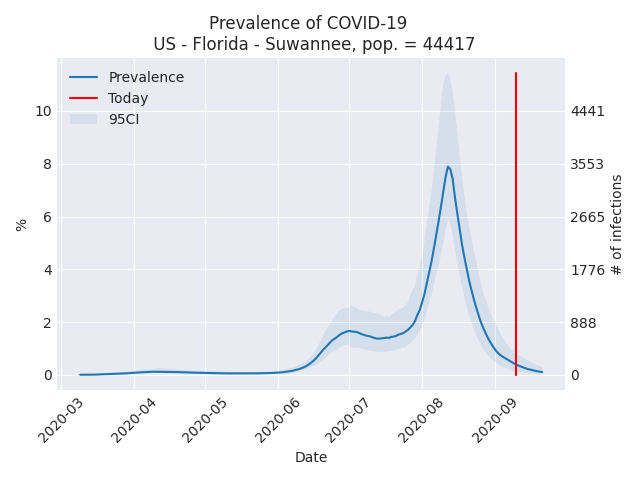 Prevalence of COVID-19
US - Florida - Suwannee, pop. = 44417
Prevalence
Today
95CI
%
10
8
6
4
2
0
4441
3553
2665
1776
888
0
# of infections
2020-03
2020-04
2020-05
2020-06
2020-07
2020-08
2020-09
Date